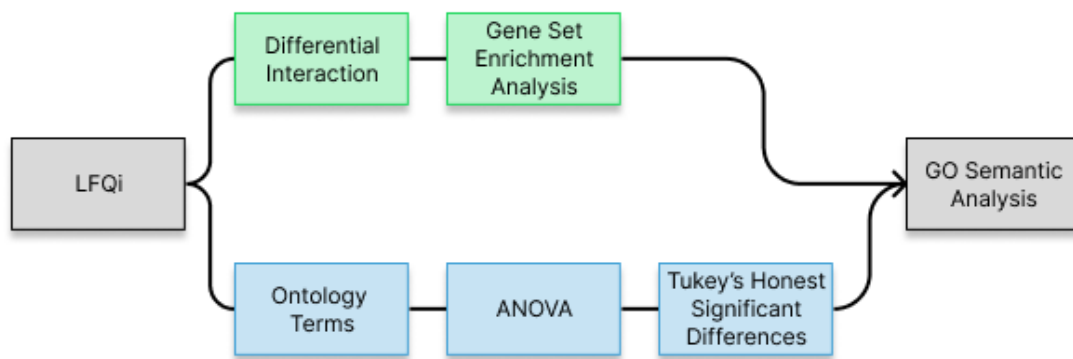 LFQi
Differential
Interaction
Gene Set
Enrichment
Analysis
Ontology
Terms
ANOVA
Tukey’s Honest
Significant
Differences
GO Semantic
Analysis